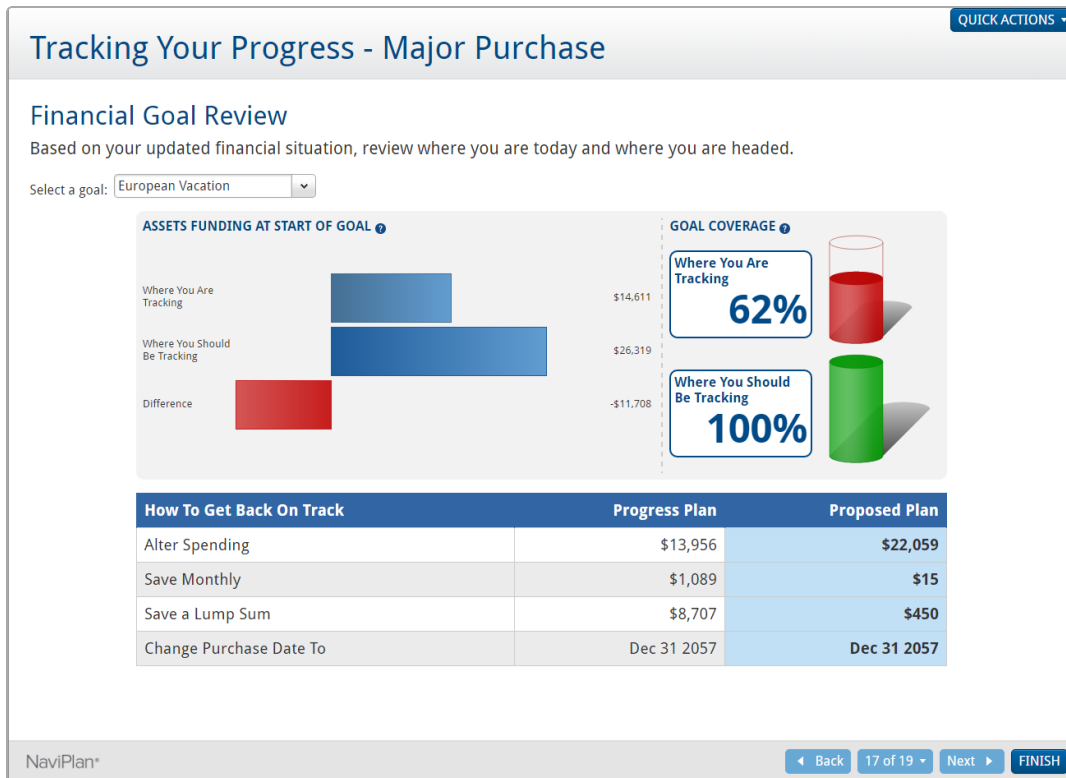 QUICK ACTIONS
Tracking Your Progress - Major Purchase
Financial Goal Review
Based on your updated financial situation, review where you are today and where you are headed.
Select a goal: European Vacation
ASSETS FUNDING AT START OF GOAL ?
Where You Are
Tracking
$14,611
Where You Should
Be Tracking
$26,319
Difference
-$11,708
GOAL COVERAGE ?
Where You Are
Tracking
62%
Where You Should
Be Tracking
100%
How To Get Back On Track Progress Plan Proposed Plan
Alter Spending $13,956 $22,059
Save Monthly $1,089 $15
Save a Lump Sum $8,707 $450
Change Purchase Date To Dec 31 2057 Dec 31 2057
NaviPlan® Back 17 of 19 Next FINISH